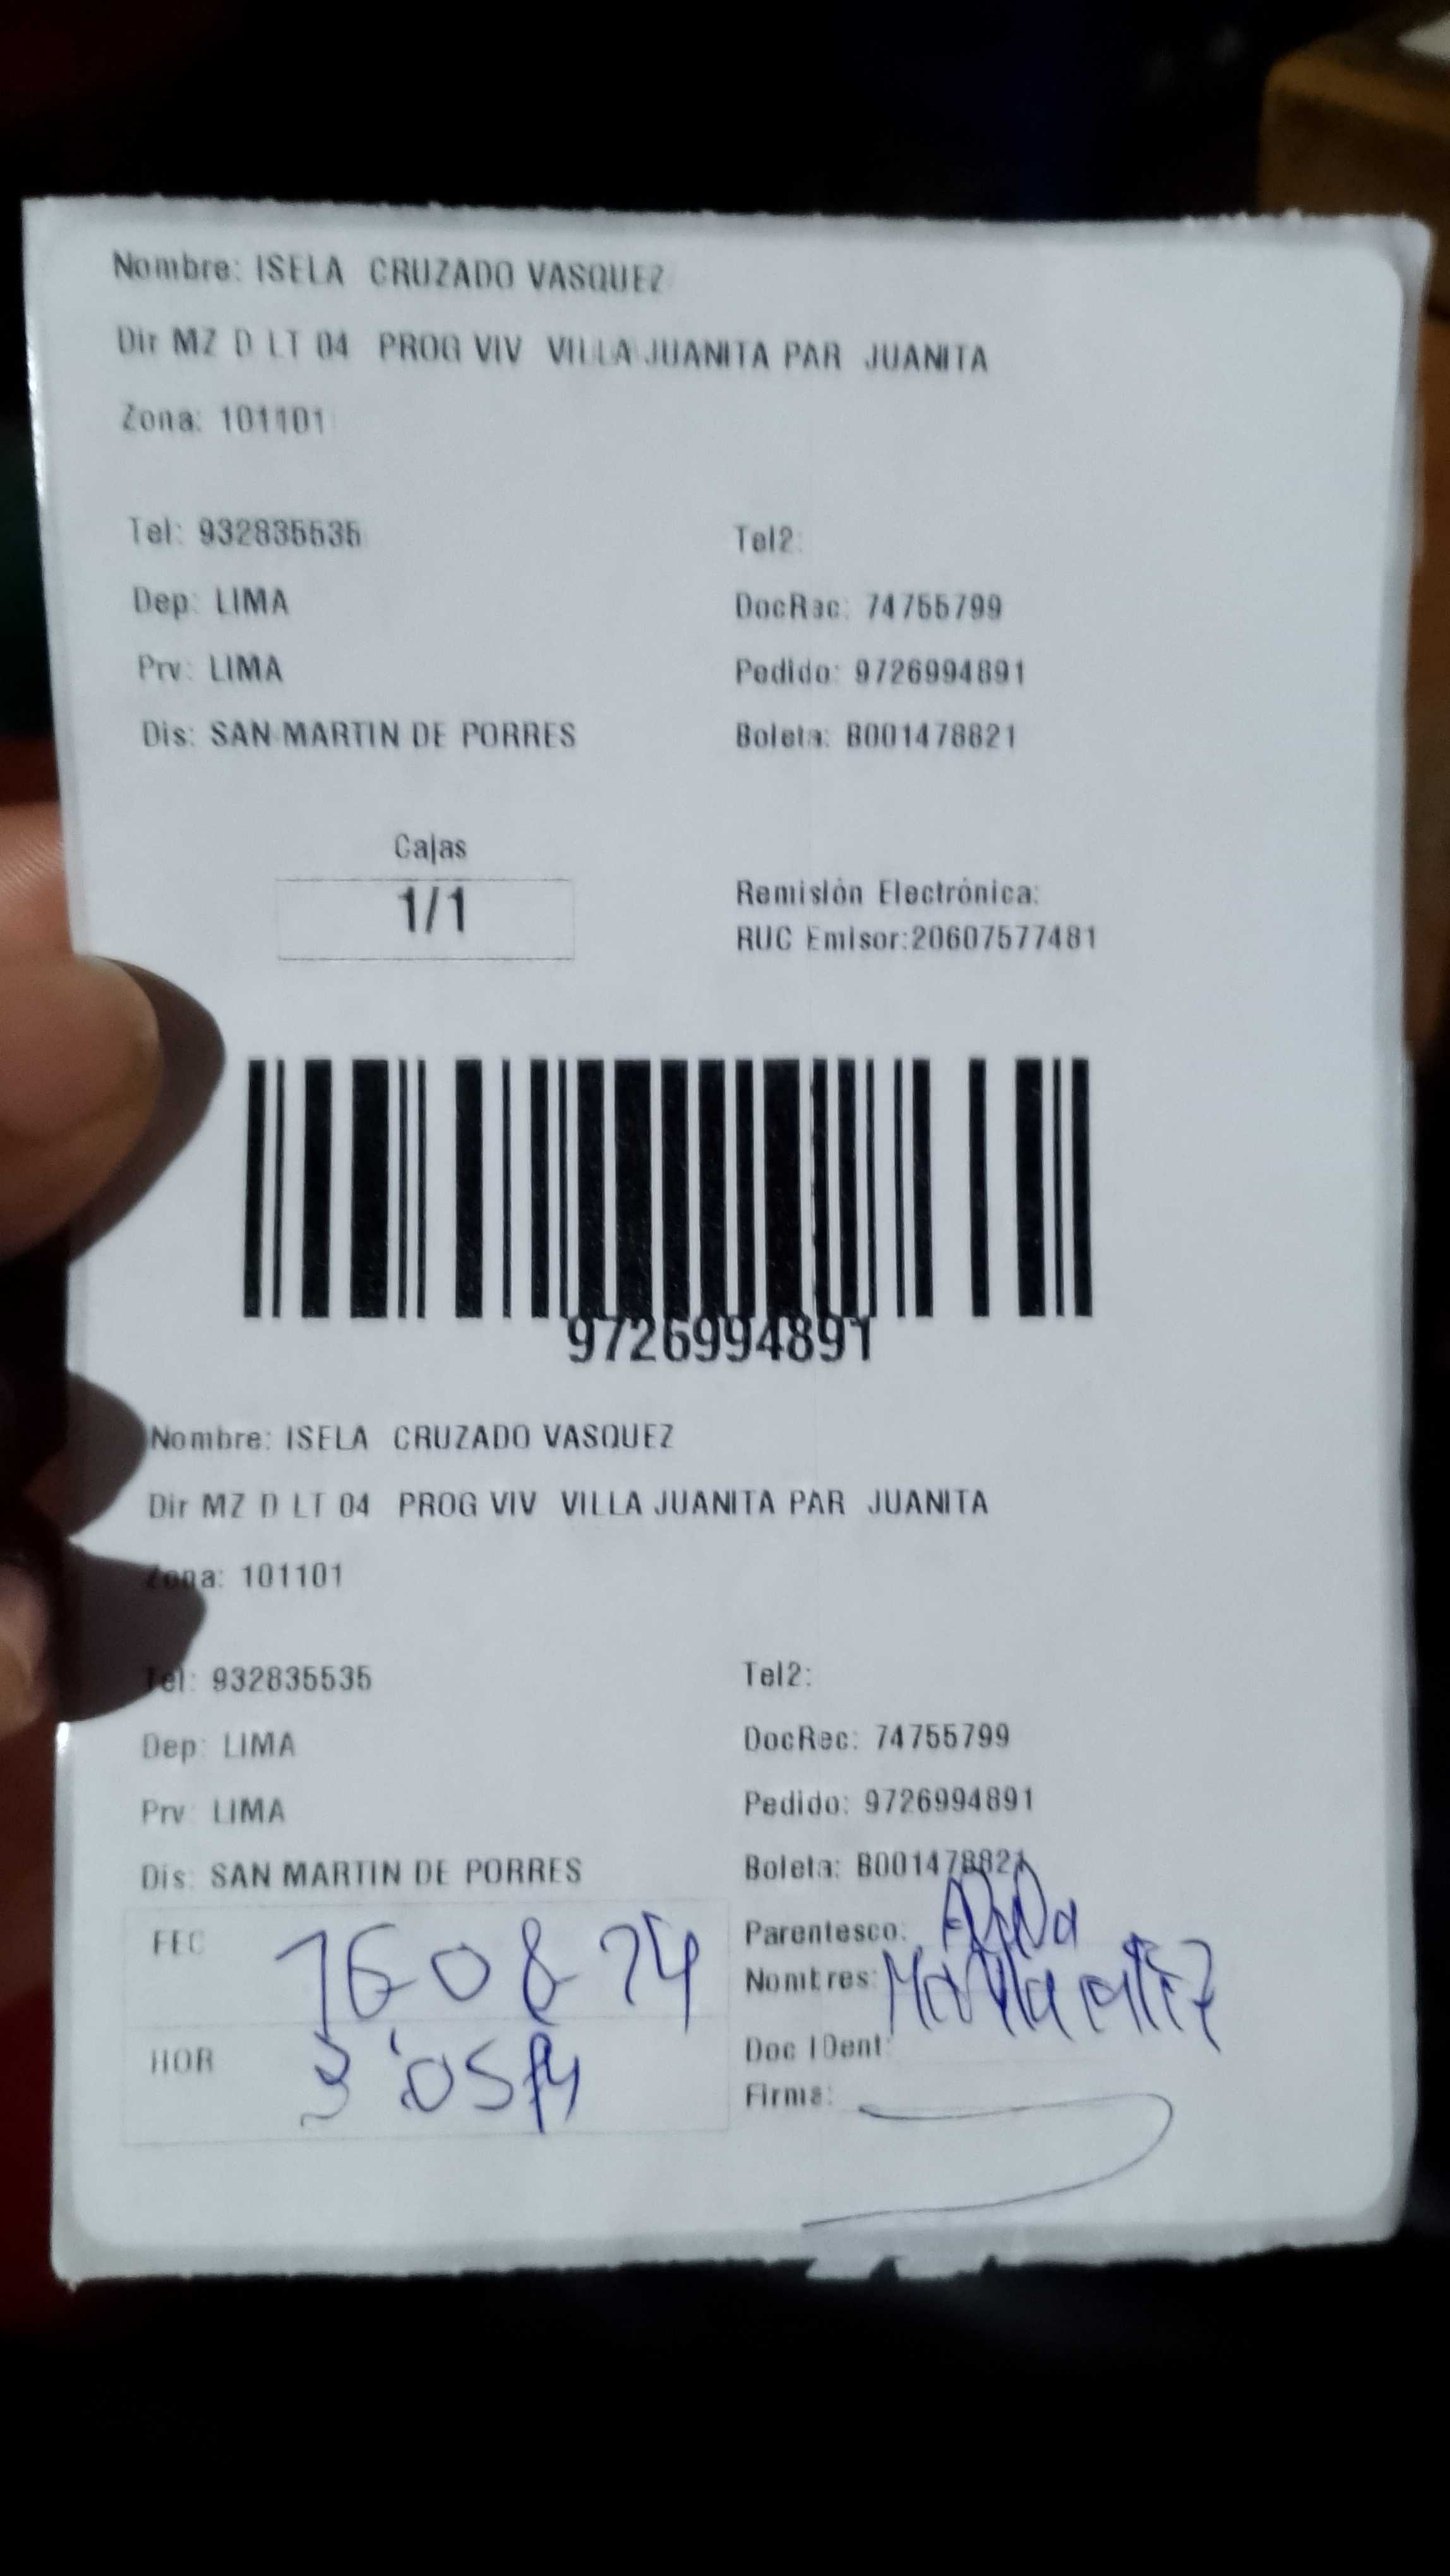 Nombre: ISELA CRUZADO VASQUEZ
Dir MZ D LT 04 PROG VIV VILLA JUANITA PAR JUANITA
Zona: 101101
Tel: 932835535 Tel2:
Dep: LIMA DocRec: 74755799
Prv: LIMA Pedido: 9726994891
Dis: SAN MARTIN DE PORRES Boleta: B001478821
Cajas
1/1
Remisión Electrónica:
RUC Emisor:20607577481
9726994891
Nombre: ISELA CRUZADO VASQUEZ
Dir MZ D LT 04 PROG VIV VILLA JUANITA PAR JUANITA
Zona: 101101
Tel: 932835535 Tel2:
Dep: LIMA DocRec: 74755799
Prv: LIMA Pedido: 9726994891
Dis: SAN MARTIN DE PORRES Boleta: B001478821
FEC 16 08 24 Parentesco:
Nombres:
HOR 3:05 Doc IDent:
Firma: